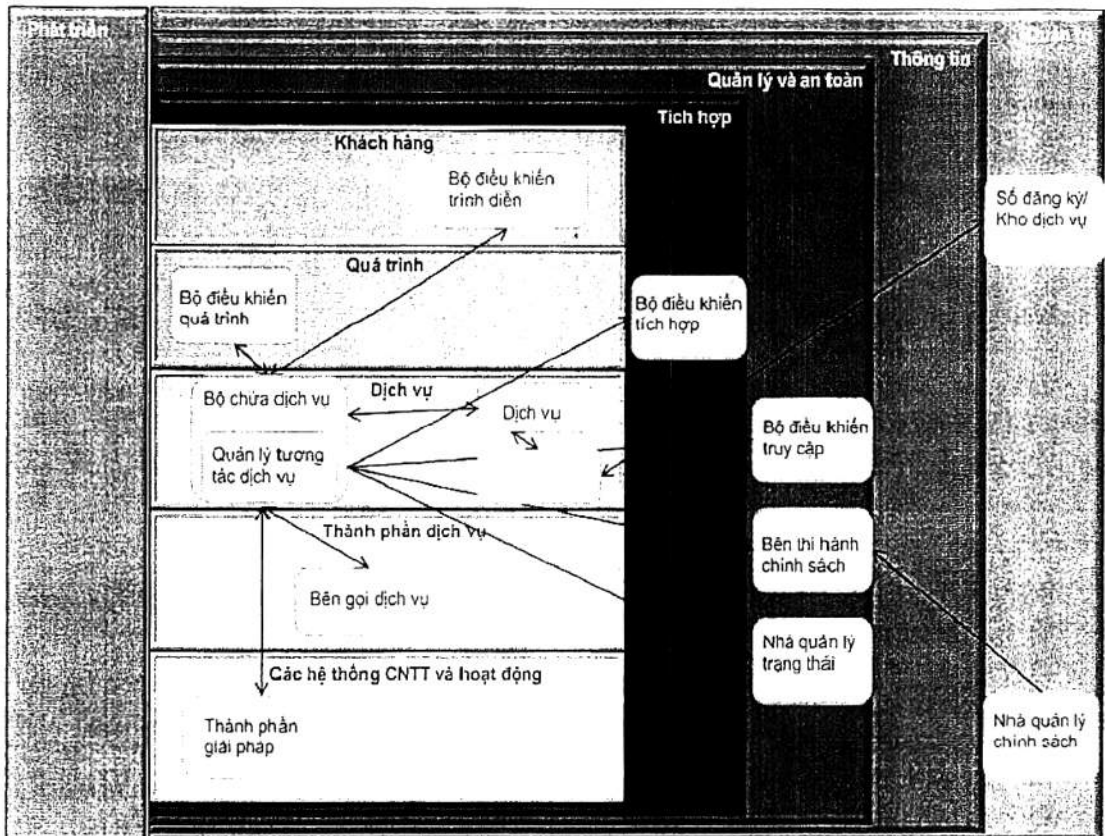 Phát triển
Thông tin
Quản lý và an toàn
Tích hợp
Khách hàng
Bộ điều khiển
trình diễn
Sổ đăng ký/
Kho dịch vụ
Quá trình
Bộ điều khiển
quá trình
Bộ điều khiển
tích hợp
Dịch vụ
Bộ chứa dịch vụ
Dịch vụ
Quản lý tương
tác dịch vụ
Bộ điều khiển
truy cập
Thành phần dịch vụ
Bên gọi dịch vụ
Bên thi hành
chính sách
Nhà quản lý
trạng thái
Các hệ thống CNTT và hoạt động
Thành phần
giải pháp
Nhà quản lý
chính sách